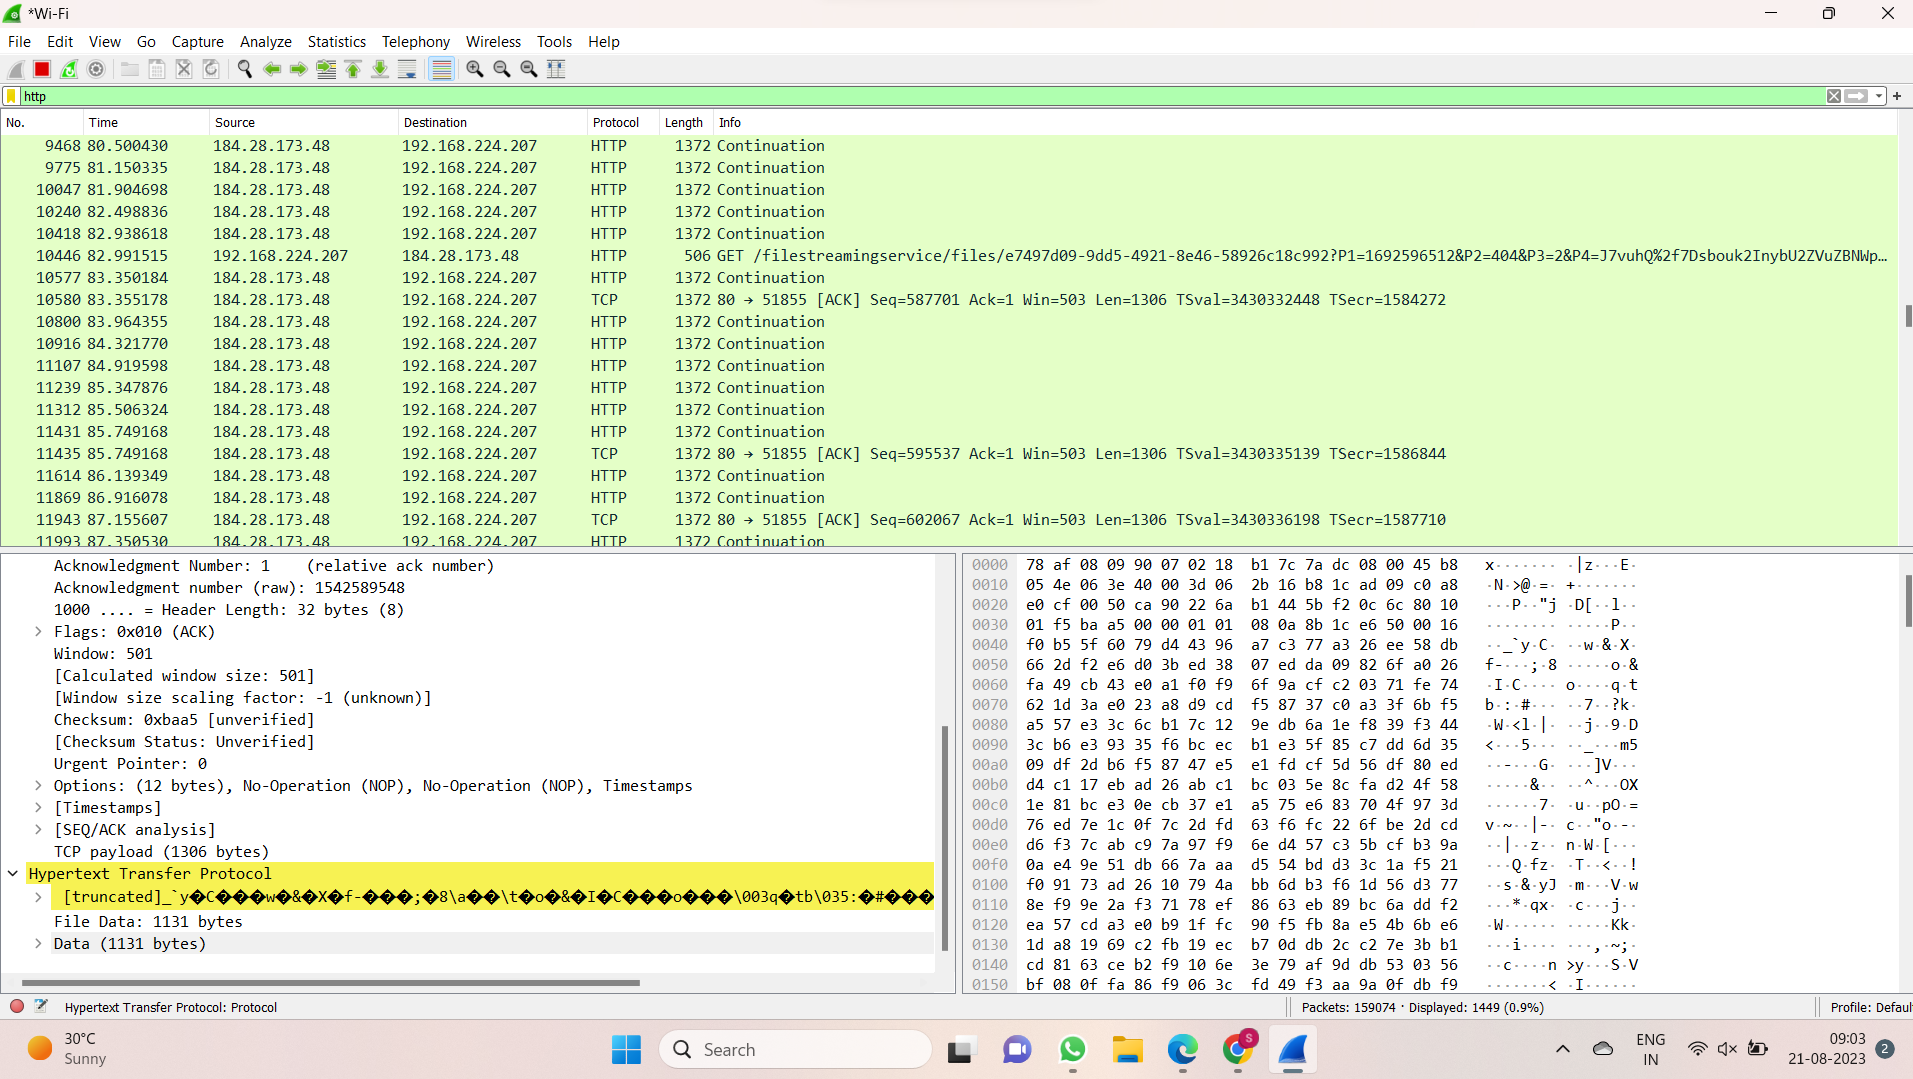 *Wi-Fi
File Edit View Go Capture Analyze Statistics Telephony Wireless Tools Help
http
No. Time Source Destination Protocol Length Info
9468 80.500430 184.28.173.48 192.168.224.207 HTTP 1372 Continuation
9775 81.150335 184.28.173.48 192.168.224.207 HTTP 1372 Continuation
10047 81.904698 184.28.173.48 192.168.224.207 HTTP 1372 Continuation
10240 82.498836 184.28.173.48 192.168.224.207 HTTP 1372 Continuation
10418 82.938618 184.28.173.48 192.168.224.207 HTTP 1372 Continuation
10446 82.991515 192.168.224.207 184.28.173.48 HTTP 506 GET /filestreamingservice/files/e7497d09-9dd5-4921-8e46-58926c18c992?P1=1692596512&P2=404&P3=2&P4=J7vuhQ%2f7Dsbouk2InybU2ZVuZBNWp…
10577 83.350184 184.28.173.48 192.168.224.207 HTTP 1372 Continuation
10580 83.355178 184.28.173.48 192.168.224.207 TCP 1372 80 → 51855 [ACK] Seq=587701 Ack=1 Win=503 Len=1306 TSval=3430332448 TSecr=1584272
10800 83.964355 184.28.173.48 192.168.224.207 HTTP 1372 Continuation
10916 84.321770 184.28.173.48 192.168.224.207 HTTP 1372 Continuation
11107 84.919598 184.28.173.48 192.168.224.207 HTTP 1372 Continuation
11239 85.347876 184.28.173.48 192.168.224.207 HTTP 1372 Continuation
11312 85.506324 184.28.173.48 192.168.224.207 HTTP 1372 Continuation
11431 85.749168 184.28.173.48 192.168.224.207 HTTP 1372 Continuation
11435 85.749168 184.28.173.48 192.168.224.207 TCP 1372 80 → 51855 [ACK] Seq=595537 Ack=1 Win=503 Len=1306 TSval=3430335139 TSecr=1586844
11614 86.139349 184.28.173.48 192.168.224.207 HTTP 1372 Continuation
11869 86.916078 184.28.173.48 192.168.224.207 HTTP 1372 Continuation
11943 87.155607 184.28.173.48 192.168.224.207 TCP 1372 80 → 51855 [ACK] Seq=602067 Ack=1 Win=503 Len=1306 TSval=3430336198 TSecr=1587710
11993 87.350530 184.28.173.48 192.168.224.207 HTTP 1372 Continuation
Acknowledgment Number: 1 (relative ack number)
Acknowledgment number (raw): 1542589548
1000 .... = Header Length: 32 bytes (8)
Flags: 0x010 (ACK)
Window: 501
[Calculated window size: 501]
[Window size scaling factor: -1 (unknown)]
Checksum: 0xbaa5 [unverified]
[Checksum Status: Unverified]
Urgent Pointer: 0
Options: (12 bytes), No-Operation (NOP), No-Operation (NOP), Timestamps
[Timestamps]
[SEQ/ACK analysis]
TCP payload (1306 bytes)
Hypertext Transfer Protocol
[truncated]_`y�C���w�&�X�f-���;�8\a��\t�o�&�I�C���o���\003q�tb\035:�#����
File Data: 1131 bytes
Data (1131 bytes)
0000 78 af 08 09 90 07 02 18 b1 7c 7a dc 08 00 45 b8 x······· ·|z···E·
0010 05 4e 06 3e 40 00 3d 06 2b 16 b8 1c ad 09 c0 a8 ·N·>@·=· +·······
0020 e0 cf 00 50 ca 90 22 6a b1 44 5b f2 0c 6c 80 10 ···P··"j ·D[··l··
0030 01 f5 ba a5 00 00 01 01 08 0a 8b 1c e6 50 00 16 ········ ·····P··
0040 f0 b5 5f 60 79 d4 43 96 a7 c3 77 a3 26 ee 58 db ··_`y·C· ··w·&·X·
0050 66 2d f2 e6 d0 3b ed 38 07 ed da 09 82 6f a0 26 f-···;·8 ·····o·&
0060 fa 49 cb 43 e0 a1 f0 f9 6f 9a cf c2 03 71 fe 74 ·I·C···· o····q·t
0070 62 1d 3a e0 23 a8 d9 cd f5 87 37 c0 a3 3f 6b f5 b·:·#··· ··7··?k·
0080 a5 57 e3 3c 6c b1 7c 12 9e db 6a 1e f8 39 f3 44 ·W·<l·|· ··j··9·D
0090 3c b6 e3 93 35 f6 bc ec b1 e3 5f 85 c7 dd 6d 35 <···5··· ··_···m5
00a0 09 df 2d b6 f5 87 47 e5 e1 fd cf 5d 56 df 80 ed ··-···G· ···]V···
00b0 d4 c1 17 eb ad 26 ab c1 bc 03 5e 8c fa d2 4f 58 ·····&·· ··^···OX
00c0 1e 81 bc e3 0e cb 37 e1 a5 75 e6 83 70 4f 97 3d ······7· ·u··pO·=
00d0 76 ed 7e 1c 0f 7c 2d fd 63 f6 fc 22 6f be 2d cd v·~··|-· c··"o·-·
00e0 d6 f3 7c ab c9 7a 97 f9 6e d4 57 c3 5b cf b3 9a ··|··z·· n·W·[···
00f0 0a e4 9e 51 db 66 7a aa d5 54 bd d3 3c 1a f5 21 ···Q·fz· ·T··<··!
0100 f0 91 73 ad 26 10 79 4a bb 6d b3 f6 1d 56 d3 77 ··s·&·yJ ·m···V·w
0110 8e f9 9e 2a f3 71 78 ef 86 63 eb 89 bc 6a dd f2 ···*·qx· ·c···j··
0120 ea 57 cd a3 e0 b9 1f fc 90 f5 fb 8a e5 4b 6b e6 ·W······ ·····Kk·
0130 1d a8 19 69 c2 fb 19 ec b7 0d db 2c c2 7e 3b b1 ···i···· ···,·~;·
0140 cd 81 63 ce b2 f9 10 6e 3e 79 af 9d db 53 03 56 ··c····n >y···S·V
0150 bf 08 0f fa 86 f9 06 3c fd 49 f3 aa 9a 0f db f9 ·······< ·I······
Hypertext Transfer Protocol: Protocol Packets: 159074 · Displayed: 1449 (0.9%) Profile: Defaul
30°C
Sunny
Search
S
ENG
IN
09:03
21-08-2023
2